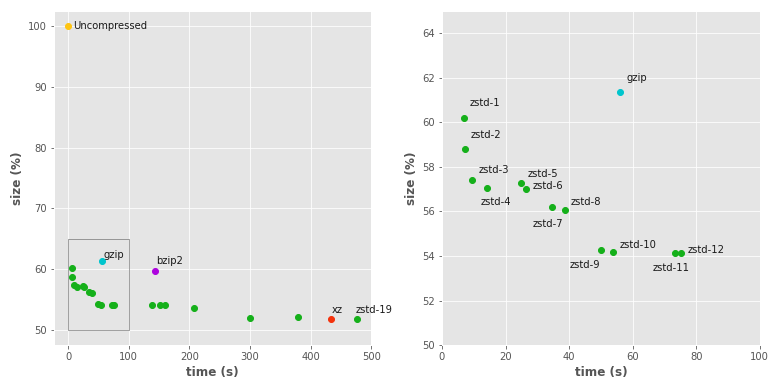 100
90
80
70
60
50
size (%)
Uncompressed
gzip
bzip2
xz
zstd-19
0
100
200
300
400
500
time (s)
64
62
60
58
56
54
52
50
size (%)
gzip
zstd-1
zstd-2
zstd-3
zstd-4
zstd-5
zstd-6
zstd-7
zstd-8
zstd-9
zstd-10
zstd-11
zstd-12
0
20
40
60
80
100
time (s)